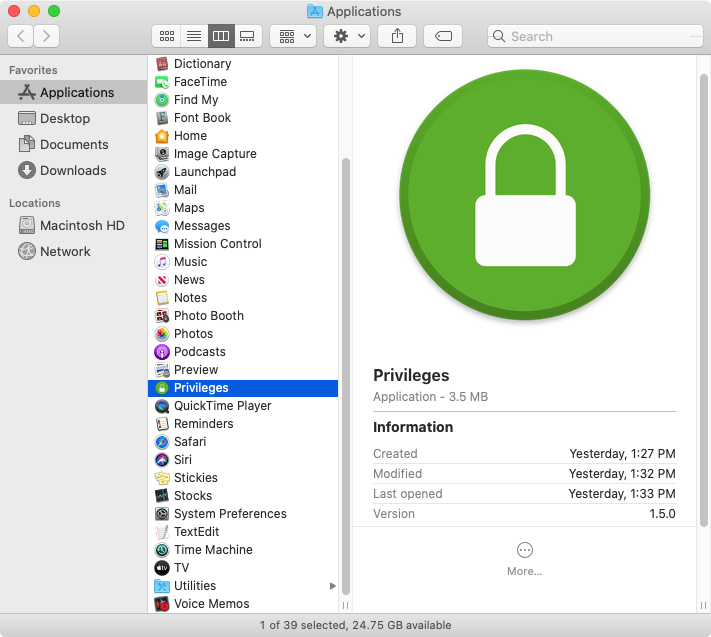 Applications
Search
Favorites
Applications
Desktop
Documents
Downloads
Locations
Macintosh HD
Network
Dictionary
FaceTime
Find My
Font Book
Home
Image Capture
Launchpad
Mail
Maps
Messages
Mission Control
Music
News
Notes
Photo Booth
Photos
Podcasts
Preview
Privileges
QuickTime Player
Reminders
Safari
Siri
Stickies
Stocks
System Preferences
TextEdit
Time Machine
TV
Utilities
Voice Memos
Privileges
Application - 3.5 MB
Information
Created Yesterday, 1:27 PM
Modified Yesterday, 1:32 PM
Last opened Yesterday, 1:33 PM
Version 1.5.0
More...
1 of 39 selected, 24.75 GB available